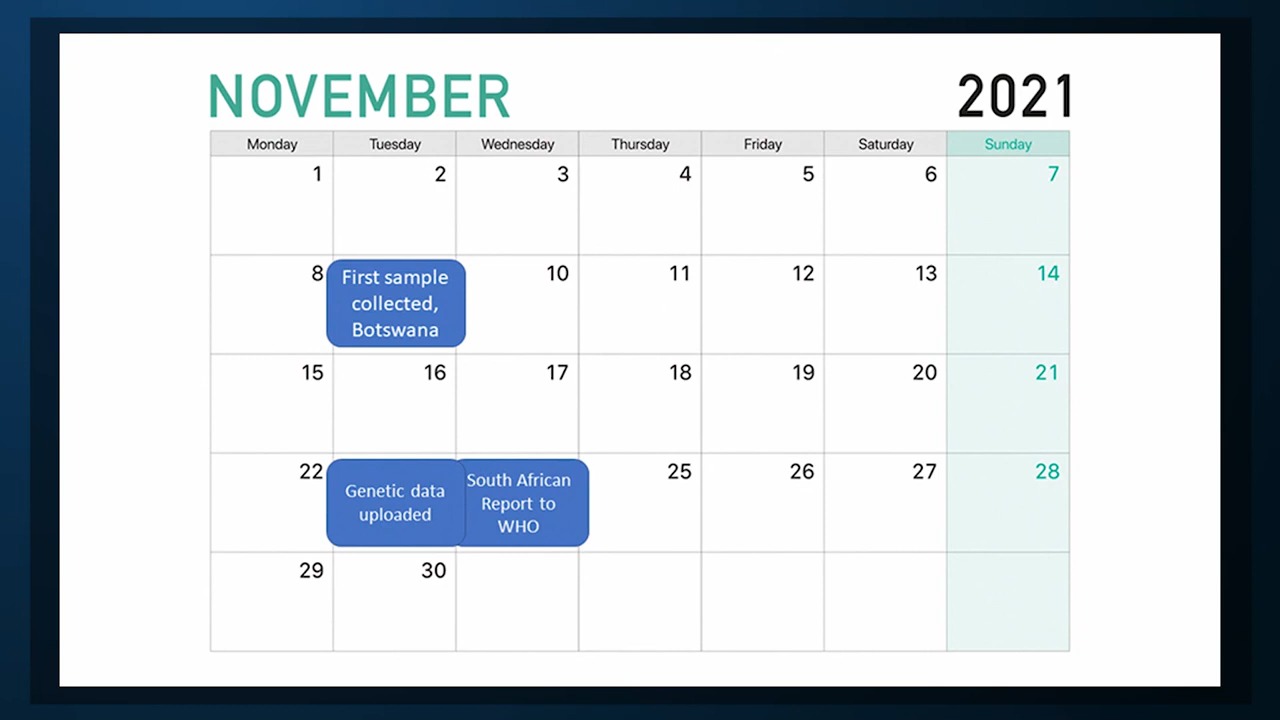 NOVEMBER 2021
Monday Tuesday Wednesday Thursday Friday Saturday Sunday
1 2 3 4 5 6 7
8 First sample collected, Botswana 10 11 12 13 14
15 16 17 18 19 20 21
22 Genetic data uploaded South African Report to WHO 25 26 27 28
29 30